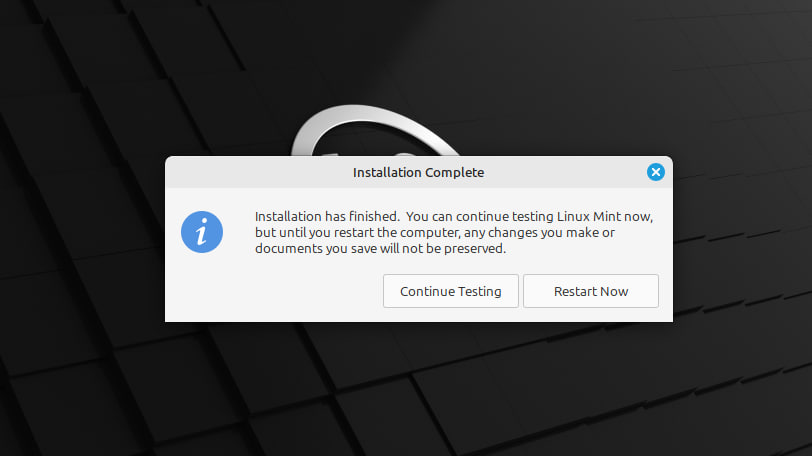 Installation Complete
Installation has finished.  You can continue testing Linux Mint now,
but until you restart the computer, any changes you make or
documents you save will not be preserved.
Continue Testing
Restart Now